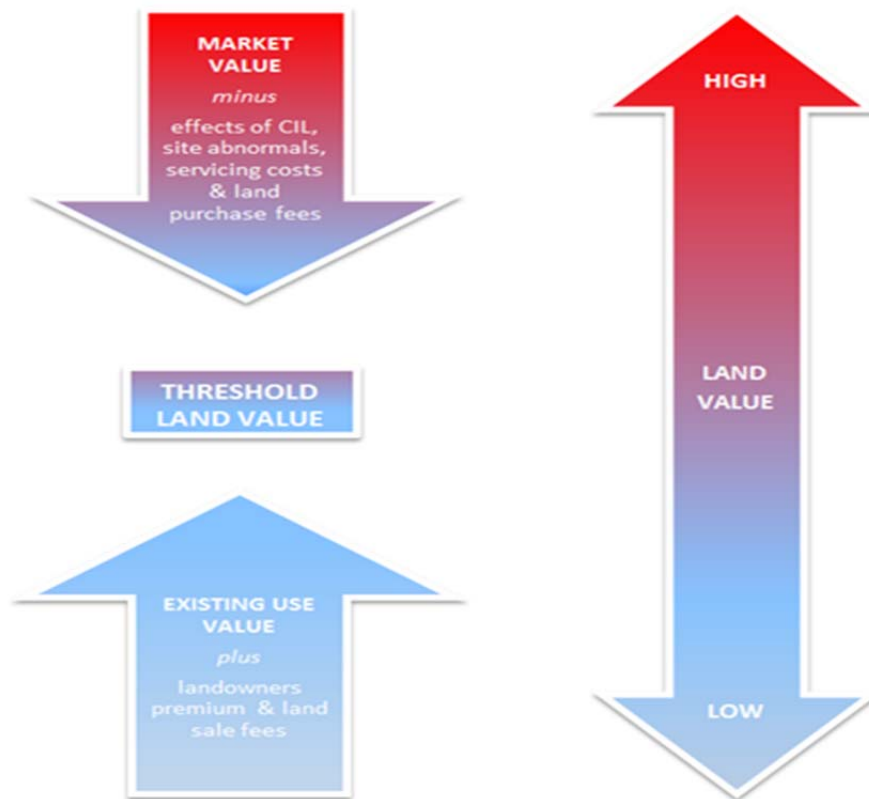 MARKET
VALUE
minus
effects of CIL,
site abnormals,
servicing costs
& land
purchase fees
THRESHOLD
LAND VALUE
EXISTING USE
VALUE
plus
landowners
premium & land
sale fees
HIGH
LAND
VALUE
LOW